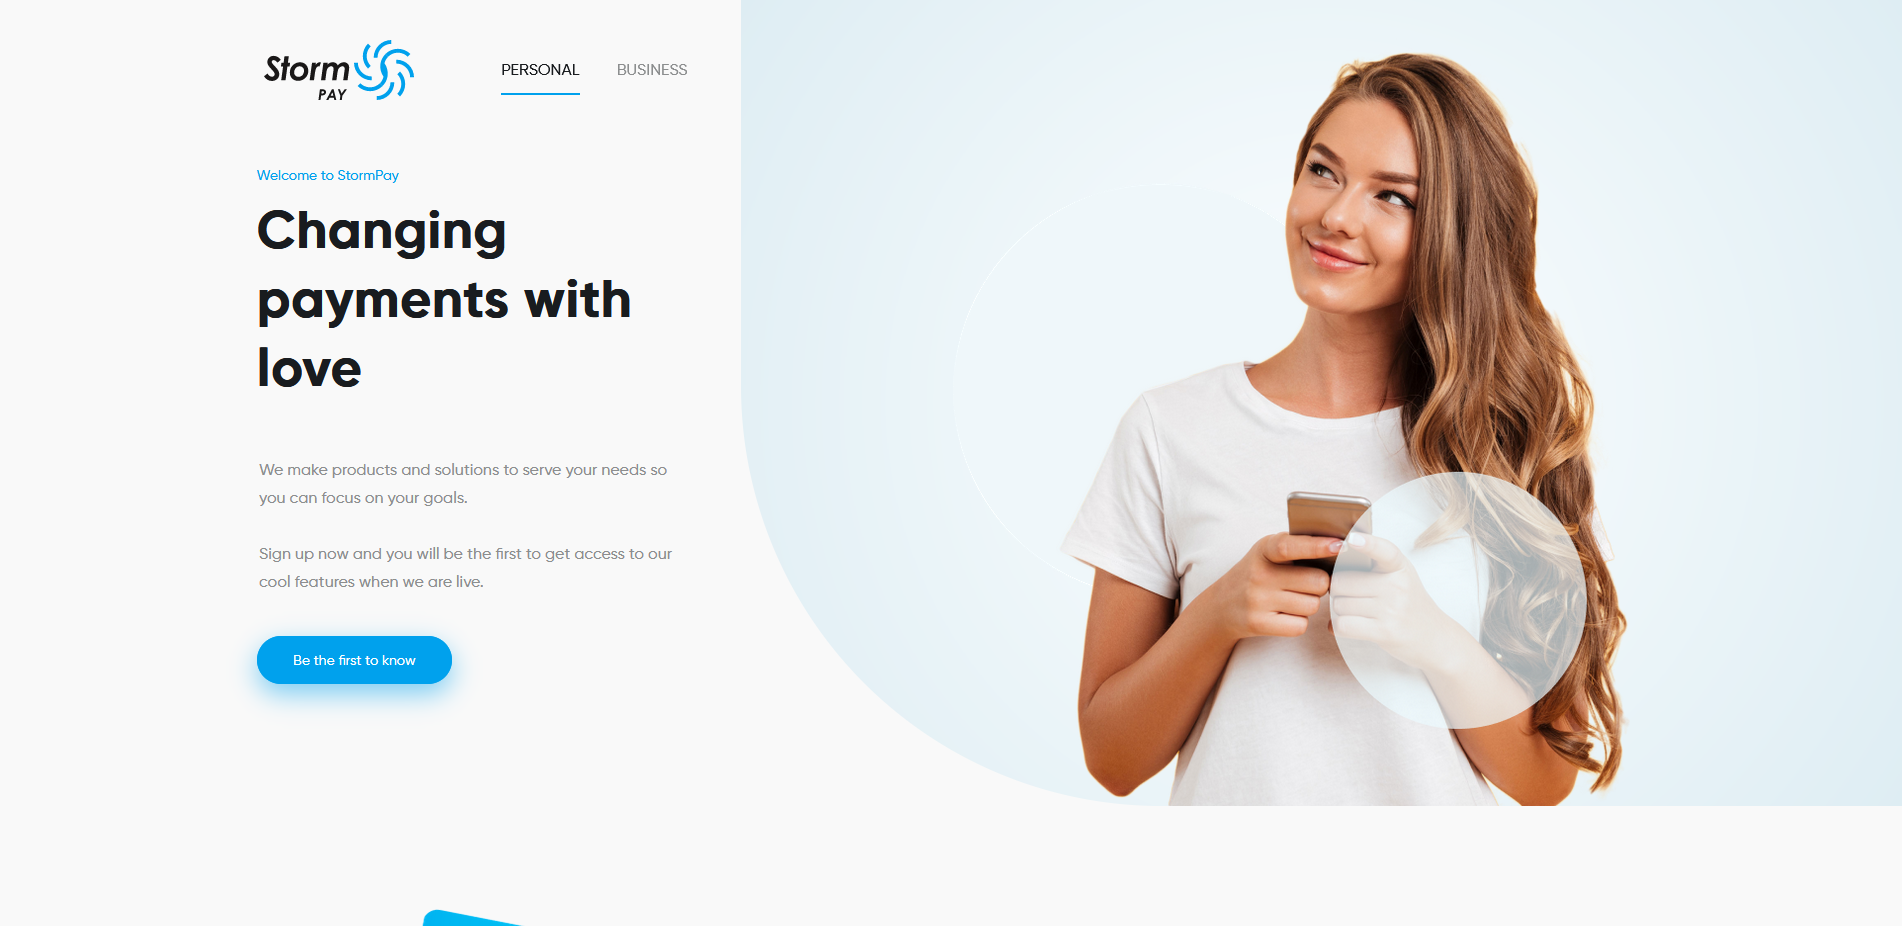 Storm
PAY
PERSONAL
BUSINESS
Welcome to StormPay
Changing
payments with
love
We make products and solutions to serve your needs so
you can focus on your goals.
Sign up now and you will be the first to get access to our
cool features when we are live.
Be the first to know